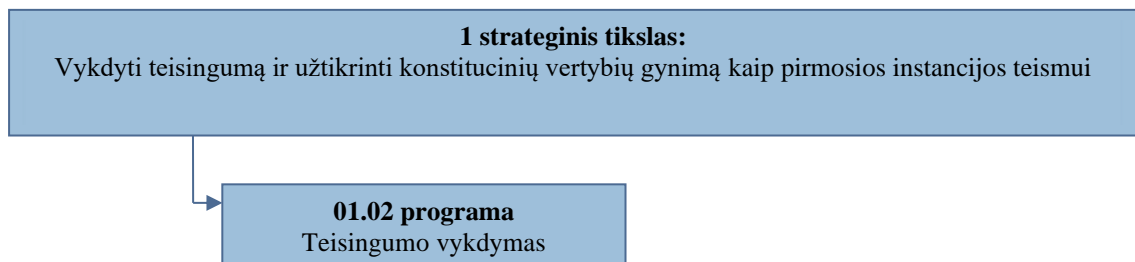 1 strateginis tikslas:
Vykdyti teisingumą ir užtikrinti konstitucinių vertybių gynimą kaip pirmosios instancijos teismui
01.02 programa
Teisingumo vykdymas